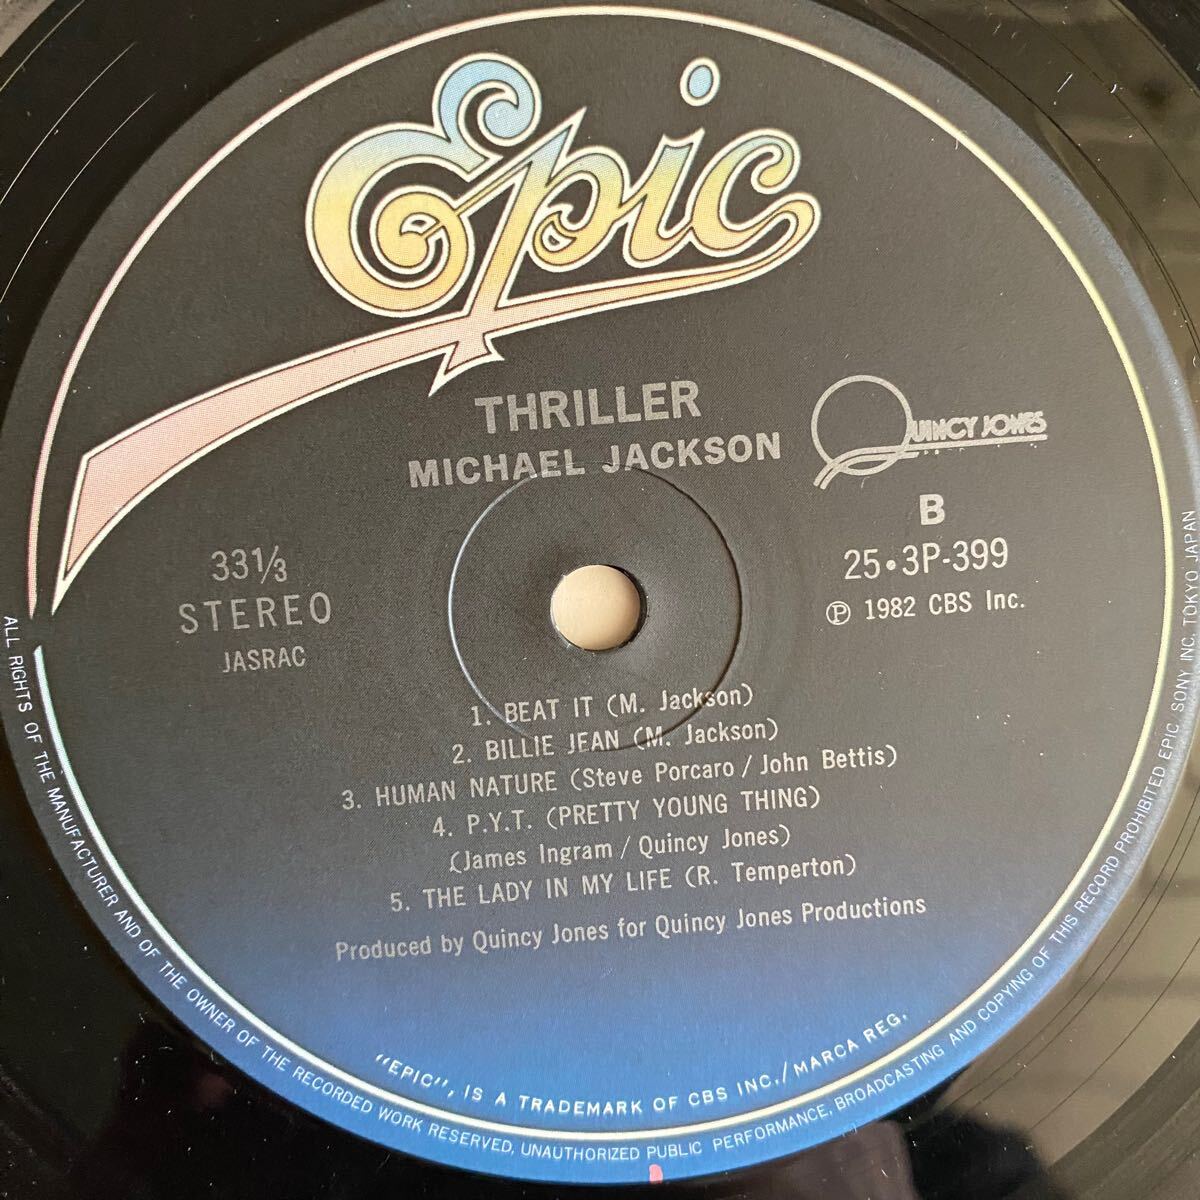 Epic
THRILLER
MICHAEL JACKSON
QUINCY JONES
B
25・3P-399
Ⓟ 1982 CBS Inc.
33⅓
STEREO
JASRAC
1. BEAT IT (M. Jackson)
2. BILLIE JEAN (M. Jackson)
3. HUMAN NATURE (Steve Porcaro / John Bettis)
4. P.Y.T. (PRETTY YOUNG THING)
(James Ingram / Quincy Jones)
5. THE LADY IN MY LIFE (R. Temperton)
Produced by Quincy Jones for Quincy Jones Productions
"EPIC", IS A TRADEMARK OF CBS INC./MARCA REG.
ALL RIGHTS OF THE MANUFACTURER AND OF THE OWNER OF THE RECORDED WORK RESERVED, UNAUTHORIZED PUBLIC PERFORMANCE, BROADCASTING AND COPYING OF THIS RECORD PROHIBITED EPIC SONY INC. TOKYO JAPAN